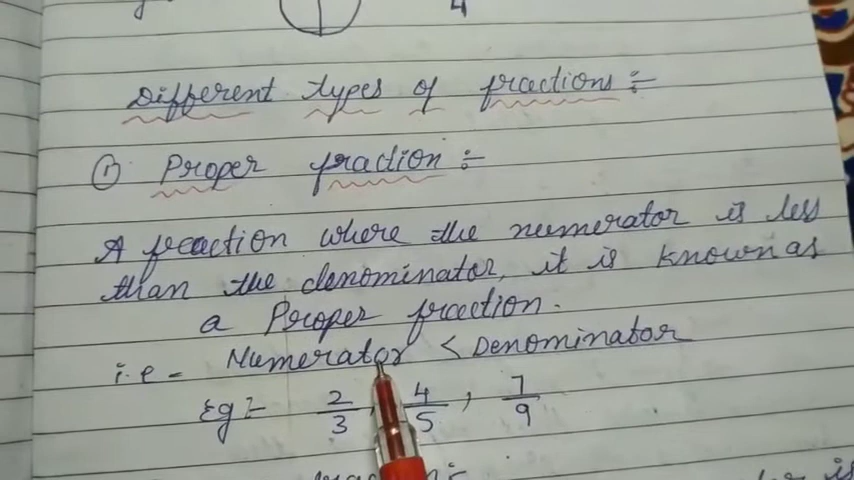 4
Different types of fractions :-
① Proper fraction :-
A fraction where the numerator is less
than the denominator, it is known as
a Proper fraction.
i.e - Numerator < Denominator
Eg :- 2/3, 4/5, 7/9